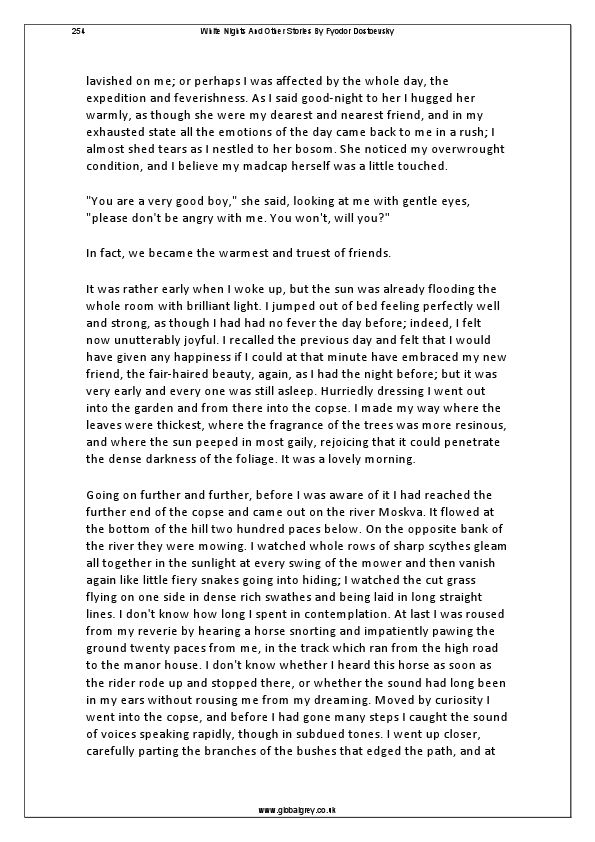 254 White Nights And Other Stories By Fyodor Dostoevsky
lavished on me; or perhaps I was affected by the whole day, the
expedition and feverishness. As I said good-night to her I hugged her
warmly, as though she were my dearest and nearest friend, and in my
exhausted state all the emotions of the day came back to me in a rush; I
almost shed tears as I nestled to her bosom. She noticed my overwrought
condition, and I believe my madcap herself was a little touched.
"You are a very good boy," she said, looking at me with gentle eyes,
"please don't be angry with me. You won't, will you?"
In fact, we became the warmest and truest of friends.
It was rather early when I woke up, but the sun was already flooding the
whole room with brilliant light. I jumped out of bed feeling perfectly well
and strong, as though I had had no fever the day before; indeed, I felt
now unutterably joyful. I recalled the previous day and felt that I would
have given any happiness if I could at that minute have embraced my new
friend, the fair-haired beauty, again, as I had the night before; but it was
very early and every one was still asleep. Hurriedly dressing I went out
into the garden and from there into the copse. I made my way where the
leaves were thickest, where the fragrance of the trees was more resinous,
and where the sun peeped in most gaily, rejoicing that it could penetrate
the dense darkness of the foliage. It was a lovely morning.
Going on further and further, before I was aware of it I had reached the
further end of the copse and came out on the river Moskva. It flowed at
the bottom of the hill two hundred paces below. On the opposite bank of
the river they were mowing. I watched whole rows of sharp scythes gleam
all together in the sunlight at every swing of the mower and then vanish
again like little fiery snakes going into hiding; I watched the cut grass
flying on one side in dense rich swathes and being laid in long straight
lines. I don't know how long I spent in contemplation. At last I was roused
from my reverie by hearing a horse snorting and impatiently pawing the
ground twenty paces from me, in the track which ran from the high road
to the manor house. I don't know whether I heard this horse as soon as
the rider rode up and stopped there, or whether the sound had long been
in my ears without rousing me from my dreaming. Moved by curiosity I
went into the copse, and before I had gone many steps I caught the sound
of voices speaking rapidly, though in subdued tones. I went up closer,
carefully parting the branches of the bushes that edged the path, and at
www.globalgrey.co.uk